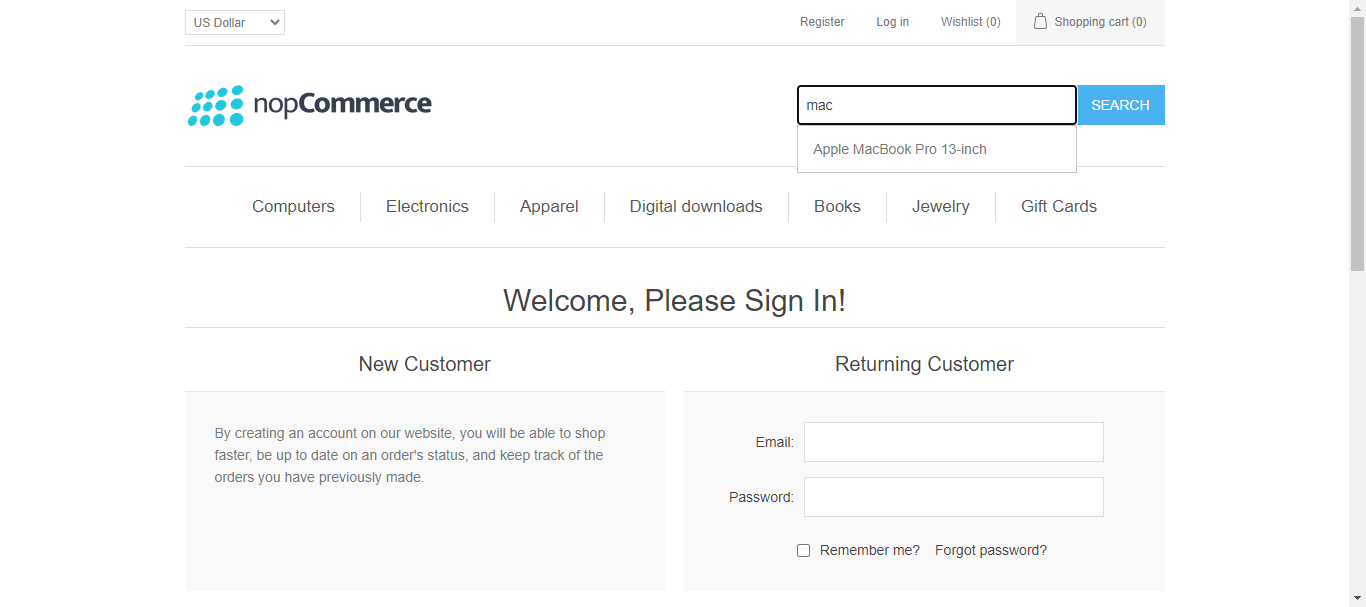 US Dollar
Register Log in Wishlist (0) Shopping cart (0)
nopCommerce
mac SEARCH
Apple MacBook Pro 13-inch
Computers Electronics Apparel Digital downloads Books Jewelry Gift Cards
Welcome, Please Sign In!
New Customer
By creating an account on our website, you will be able to shop
faster, be up to date on an order's status, and keep track of the
orders you have previously made.
Returning Customer
Email:
Password:
Remember me? Forgot password?